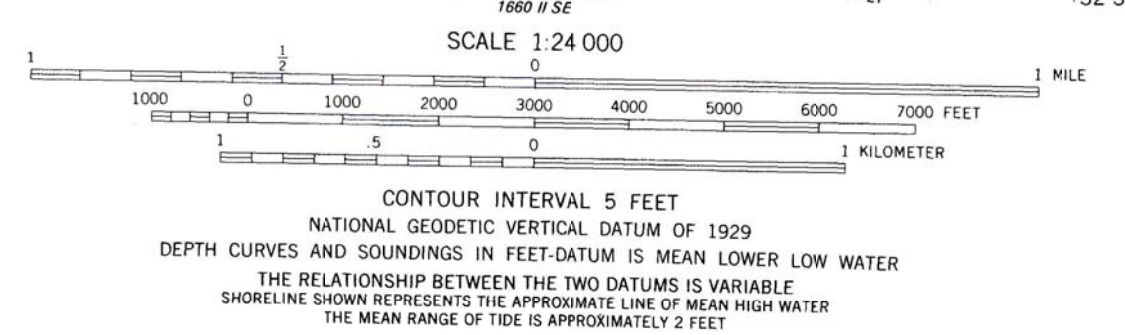 1660 II SE
SCALE 1:24 000
1 1/2 0 1 MILE
1000 0 1000 2000 3000 4000 5000 6000 7000 FEET
1 .5 0 1 KILOMETER
CONTOUR INTERVAL 5 FEET
NATIONAL GEODETIC VERTICAL DATUM OF 1929
DEPTH CURVES AND SOUNDINGS IN FEET-DATUM IS MEAN LOWER LOW WATER
THE RELATIONSHIP BETWEEN THE TWO DATUMS IS VARIABLE
SHORELINE SHOWN REPRESENTS THE APPROXIMATE LINE OF MEAN HIGH WATER
THE MEAN RANGE OF TIDE IS APPROXIMATELY 2 FEET